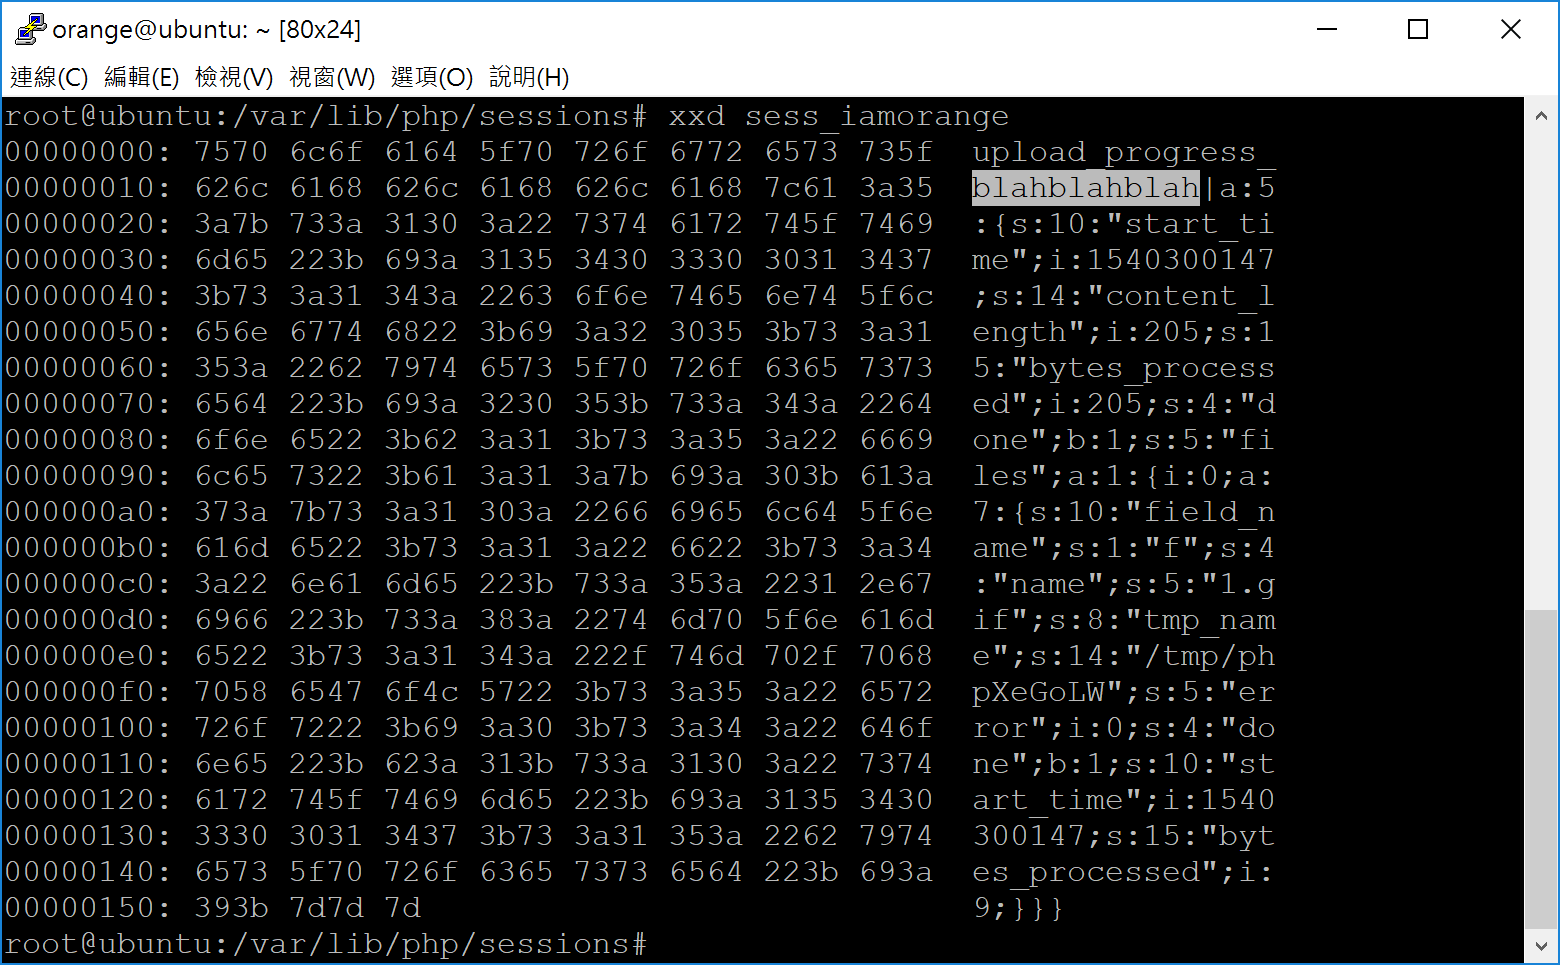 orange@ubuntu: ~ [80x24]
連線(C) 編輯(E) 檢視(V) 視窗(W) 選項(O) 說明(H)
root@ubuntu:/var/lib/php/sessions# xxd sess_iamorange
00000000: 7570 6c6f 6164 5f70 726f 6772 6573 735f  upload_progress_
00000010: 626c 6168 626c 6168 626c 6168 7c61 3a35  blahblahblah|a:5
00000020: 3a7b 733a 3130 3a22 7374 6172 745f 7469  :{s:10:"start_ti
00000030: 6d65 223b 693a 3135 3430 3330 3031 3437  me";i:1540300147
00000040: 3b73 3a31 343a 2263 6f6e 7465 6e74 5f6c  ;s:14:"content_l
00000050: 656e 6774 6822 3b69 3a32 3035 3b73 3a31  ength";i:205;s:1
00000060: 353a 2262 7974 6573 5f70 726f 6365 7373  5:"bytes_process
00000070: 6564 223b 693a 3230 353b 733a 343a 2264  ed";i:205;s:4:"d
00000080: 6f6e 6522 3b62 3a31 3b73 3a35 3a22 6669  one";b:1;s:5:"fi
00000090: 6c65 7322 3b61 3a31 3a7b 693a 303b 613a  les";a:1:{i:0;a:
000000a0: 373a 7b73 3a31 303a 2266 6965 6c64 5f6e  7:{s:10:"field_n
000000b0: 616d 6522 3b73 3a31 3a22 6622 3b73 3a34  ame";s:1:"f";s:4
000000c0: 3a22 6e61 6d65 223b 733a 353a 2231 2e67  :"name";s:5:"1.g
000000d0: 6966 223b 733a 383a 2274 6d70 5f6e 616d  if";s:8:"tmp_nam
000000e0: 6522 3b73 3a31 343a 222f 746d 702f 7068  e";s:14:"/tmp/ph
000000f0: 7058 6547 6f4c 5722 3b73 3a35 3a22 6572  pXeGoLW";s:5:"er
00000100: 726f 7222 3b69 3a30 3b73 3a34 3a22 646f  ror";i:0;s:4:"do
00000110: 6e65 223b 623a 313b 733a 3130 3a22 7374  ne";b:1;s:10:"st
00000120: 6172 745f 7469 6d65 223b 693a 3135 3430  art_time";i:1540
00000130: 3330 3031 3437 3b73 3a31 353a 2262 7974  300147;s:15:"byt
00000140: 6573 5f70 726f 6365 7373 6564 223b 693a  es_processed";i:
00000150: 393b 7d7d 7d  9;}}}
root@ubuntu:/var/lib/php/sessions#